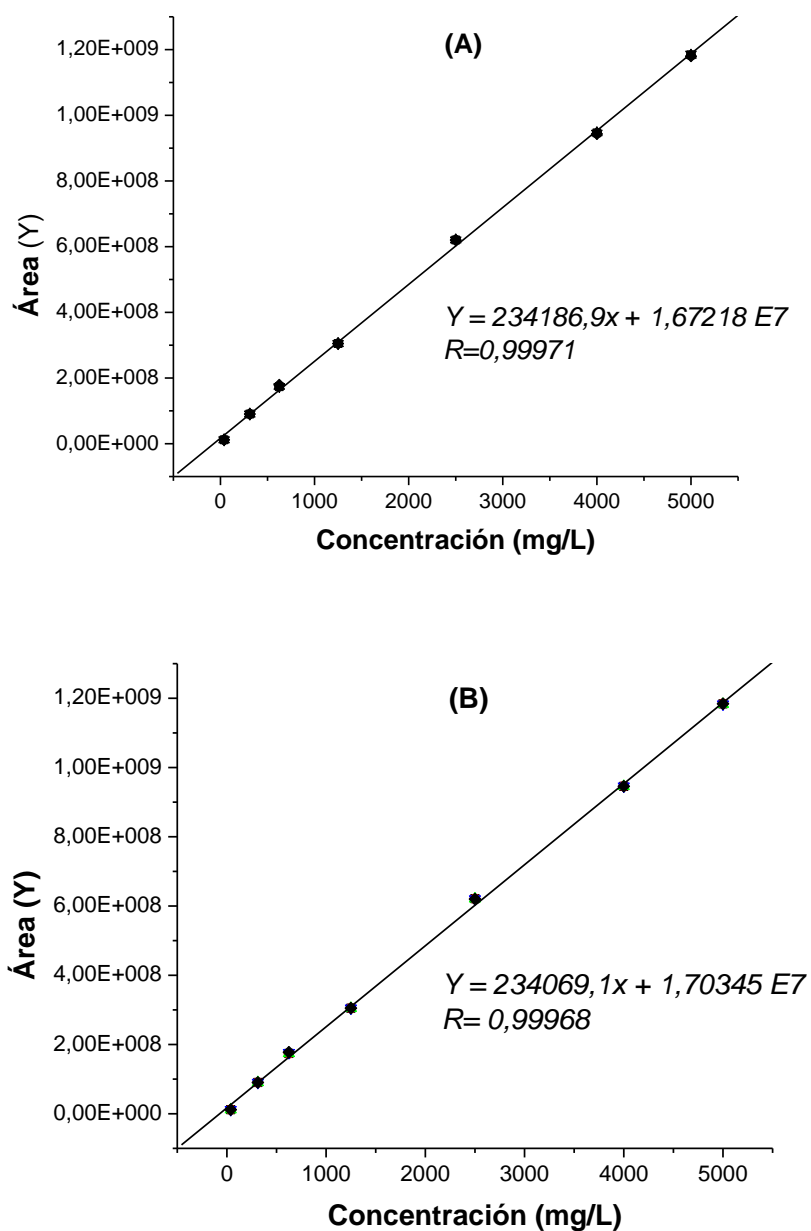 (A)
1,20E+009
1,00E+009
8,00E+008
6,00E+008
4,00E+008
2,00E+008
0,00E+000
Área (Y)
Y = 234186,9x + 1,67218 E7
R=0,99971
0 1000 2000 3000 4000 5000
Concentración (mg/L)
(B)
1,20E+009
1,00E+009
8,00E+008
6,00E+008
4,00E+008
2,00E+008
0,00E+000
Área (Y)
Y = 234069,1x + 1,70345 E7
R= 0,99968
0 1000 2000 3000 4000 5000
Concentración (mg/L)